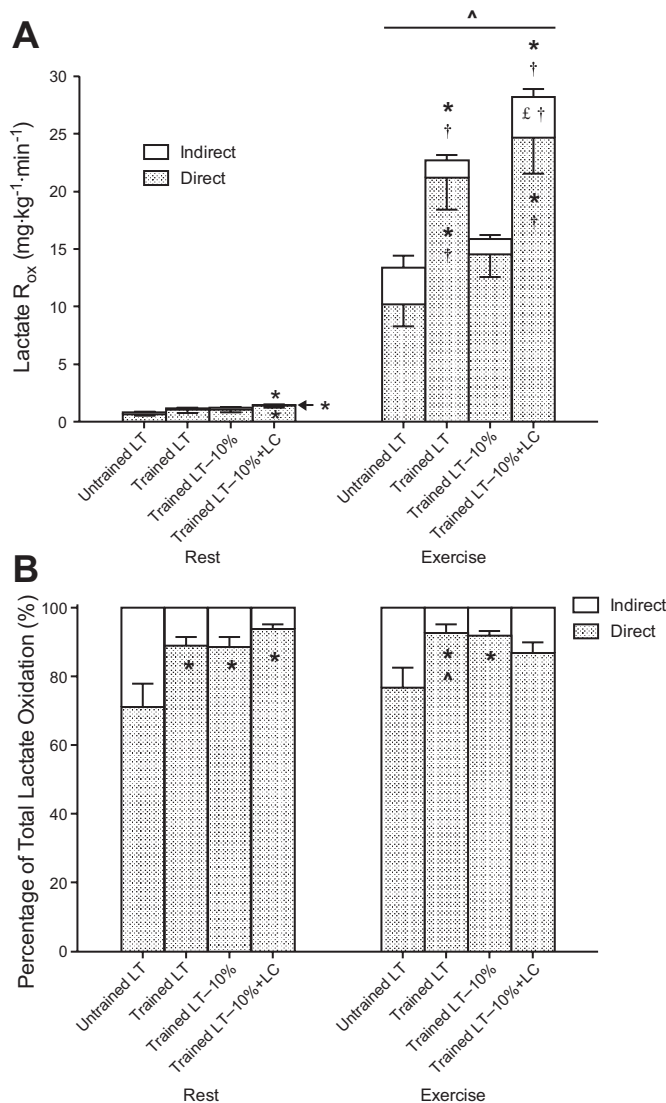 A
^
* †
£ †
* †
* †
* †
30
25
20
15
10
5
0
Lactate Rox (mg·kg-1·min-1)
Indirect
Direct
*
*
*
Untrained LT
Trained LT
Trained LT–10%
Trained LT–10%+LC
Untrained LT
Trained LT
Trained LT–10%
Trained LT–10%+LC
Rest
Exercise
B
100
80
60
40
20
0
Percentage of Total Lactate Oxidation (%)
Indirect
Direct
*
*
*
*
^
*
Untrained LT
Trained LT
Trained LT–10%
Trained LT–10%+LC
Untrained LT
Trained LT
Trained LT–10%
Trained LT–10%+LC
Rest
Exercise